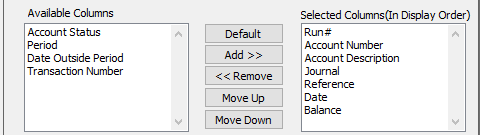 Available Columns
Account Status
Period
Date Outside Period
Transaction Number
Default
Add >>
<< Remove
Move Up
Move Down
Selected Columns(In Display Order)
Run#
Account Number
Account Description
Journal
Reference
Date
Balance